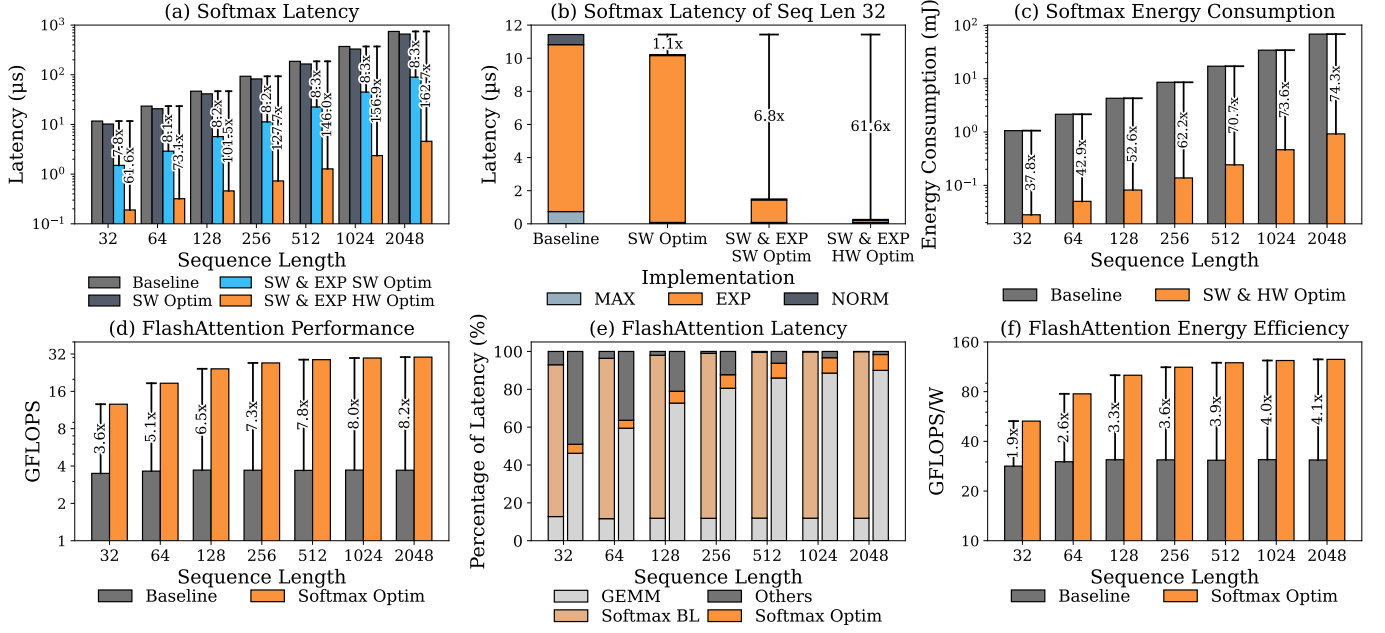 (a) Softmax Latency
Latency (μs)
10³
10²
10¹
10⁰
10⁻¹
7.8x
61.6x
8.1x
73.1x
8.2x
101.5x
8.2x
127.7x
8.3x
146.0x
8.3x
156.9x
8.3x
162.7x
32 64 128 256 512 1024 2048
Sequence Length
Baseline
SW Optim
SW & EXP SW Optim
SW & EXP HW Optim
(b) Softmax Latency of Seq Len 32
Latency (μs)
12
10
8
6
4
2
0
1.1x
6.8x
61.6x
Baseline
SW Optim
SW & EXP
SW Optim
SW & EXP
HW Optim
Implementation
MAX EXP NORM
(c) Softmax Energy Consumption
Energy Consumption (mJ)
10²
10¹
10⁰
10⁻¹
37.8x
42.9x
52.6x
62.2x
70.7x
73.6x
74.3x
32 64 128 256 512 1024 2048
Sequence Length
Baseline SW & HW Optim
(d) FlashAttention Performance
GFLOPS
32
16
8
4
2
1
3.6x
5.1x
6.5x
7.3x
7.8x
8.0x
8.2x
32 64 128 256 512 1024 2048
Sequence Length
Baseline Softmax Optim
(e) FlashAttention Latency
Percentage of Latency (%)
100
80
60
40
20
0
32 64 128 256 512 1024 2048
Sequence Length
GEMM
Softmax BL
Others
Softmax Optim
(f) FlashAttention Energy Efficiency
GFLOPS/W
160
80
40
20
10
1.9x
2.6x
3.3x
3.6x
3.9x
4.0x
4.1x
32 64 128 256 512 1024 2048
Sequence Length
Baseline Softmax Optim